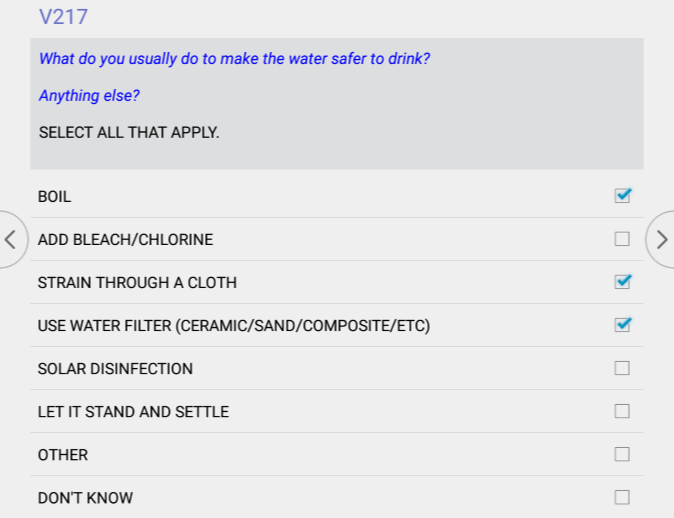 V217
What do you usually do to make the water safer to drink?
Anything else?
SELECT ALL THAT APPLY.
BOIL
ADD BLEACH/CHLORINE
STRAIN THROUGH A CLOTH
USE WATER FILTER (CERAMIC/SAND/COMPOSITE/ETC)
SOLAR DISINFECTION
LET IT STAND AND SETTLE
OTHER
DON'T KNOW